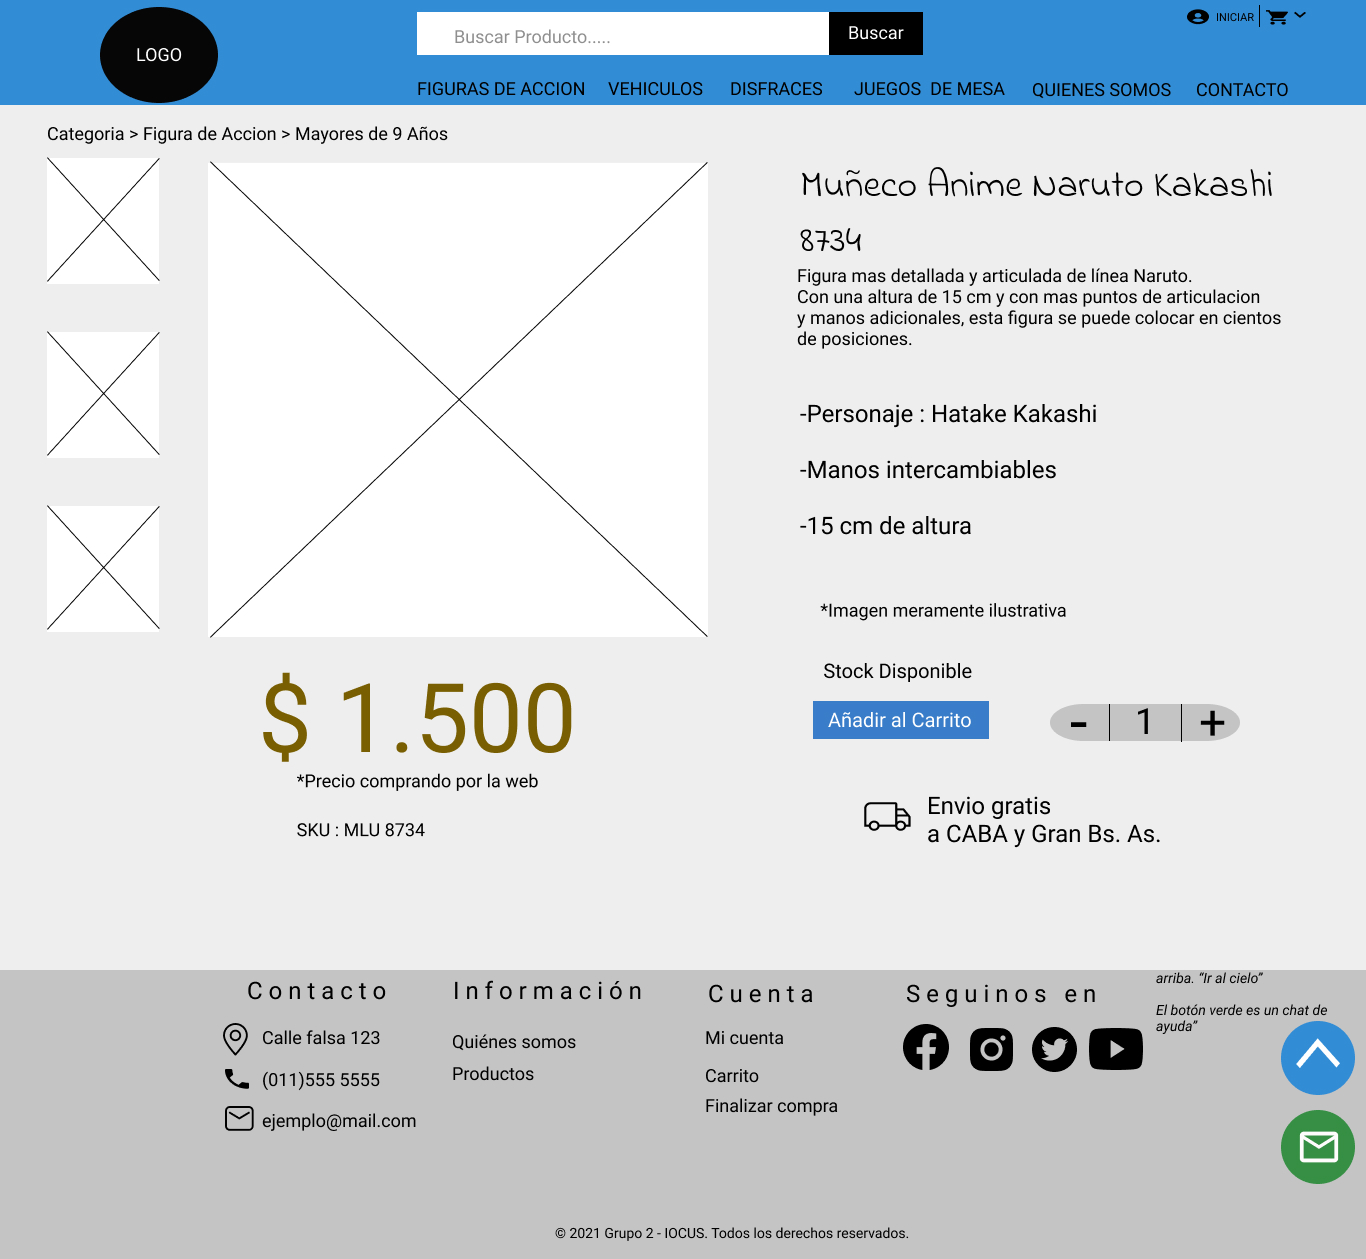 LOGO
Buscar Producto.....
Buscar
INICIAR
FIGURAS DE ACCION
VEHICULOS
DISFRACES
JUEGOS DE MESA
QUIENES SOMOS
CONTACTO
Categoria > Figura de Accion > Mayores de 9 Años
Muñeco Anime Naruto Kakashi
8734
Figura mas detallada y articulada de línea Naruto.
Con una altura de 15 cm y con mas puntos de articulacion
y manos adicionales, esta figura se puede colocar en cientos
de posiciones.
-Personaje : Hatake Kakashi
-Manos intercambiables
-15 cm de altura
*Imagen meramente ilustrativa
Stock Disponible
Añadir al Carrito
- 1 +
$ 1.500
*Precio comprando por la web
SKU : MLU 8734
Envio gratis
a CABA y Gran Bs. As.
Contacto
Calle falsa 123
(011)555 5555
ejemplo@mail.com
Información
Quiénes somos
Productos
Cuenta
Mi cuenta
Carrito
Finalizar compra
Seguinos en
arriba. “Ir al cielo”
El botón verde es un chat de
ayuda”
© 2021 Grupo 2 - IOCUS. Todos los derechos reservados.